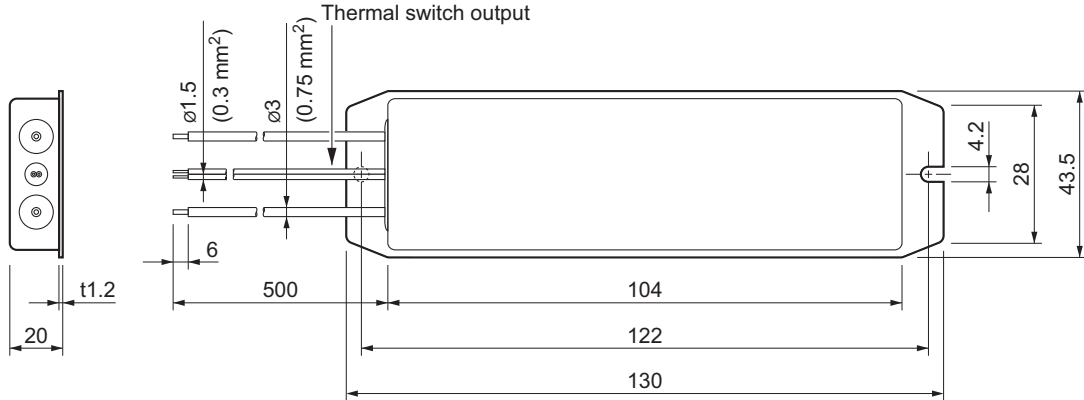 Thermal switch output
ø1.5
(0.3 mm²)
ø3
(0.75 mm²)
4.2
28
43.5
6
t1.2
500
104
20
122
130